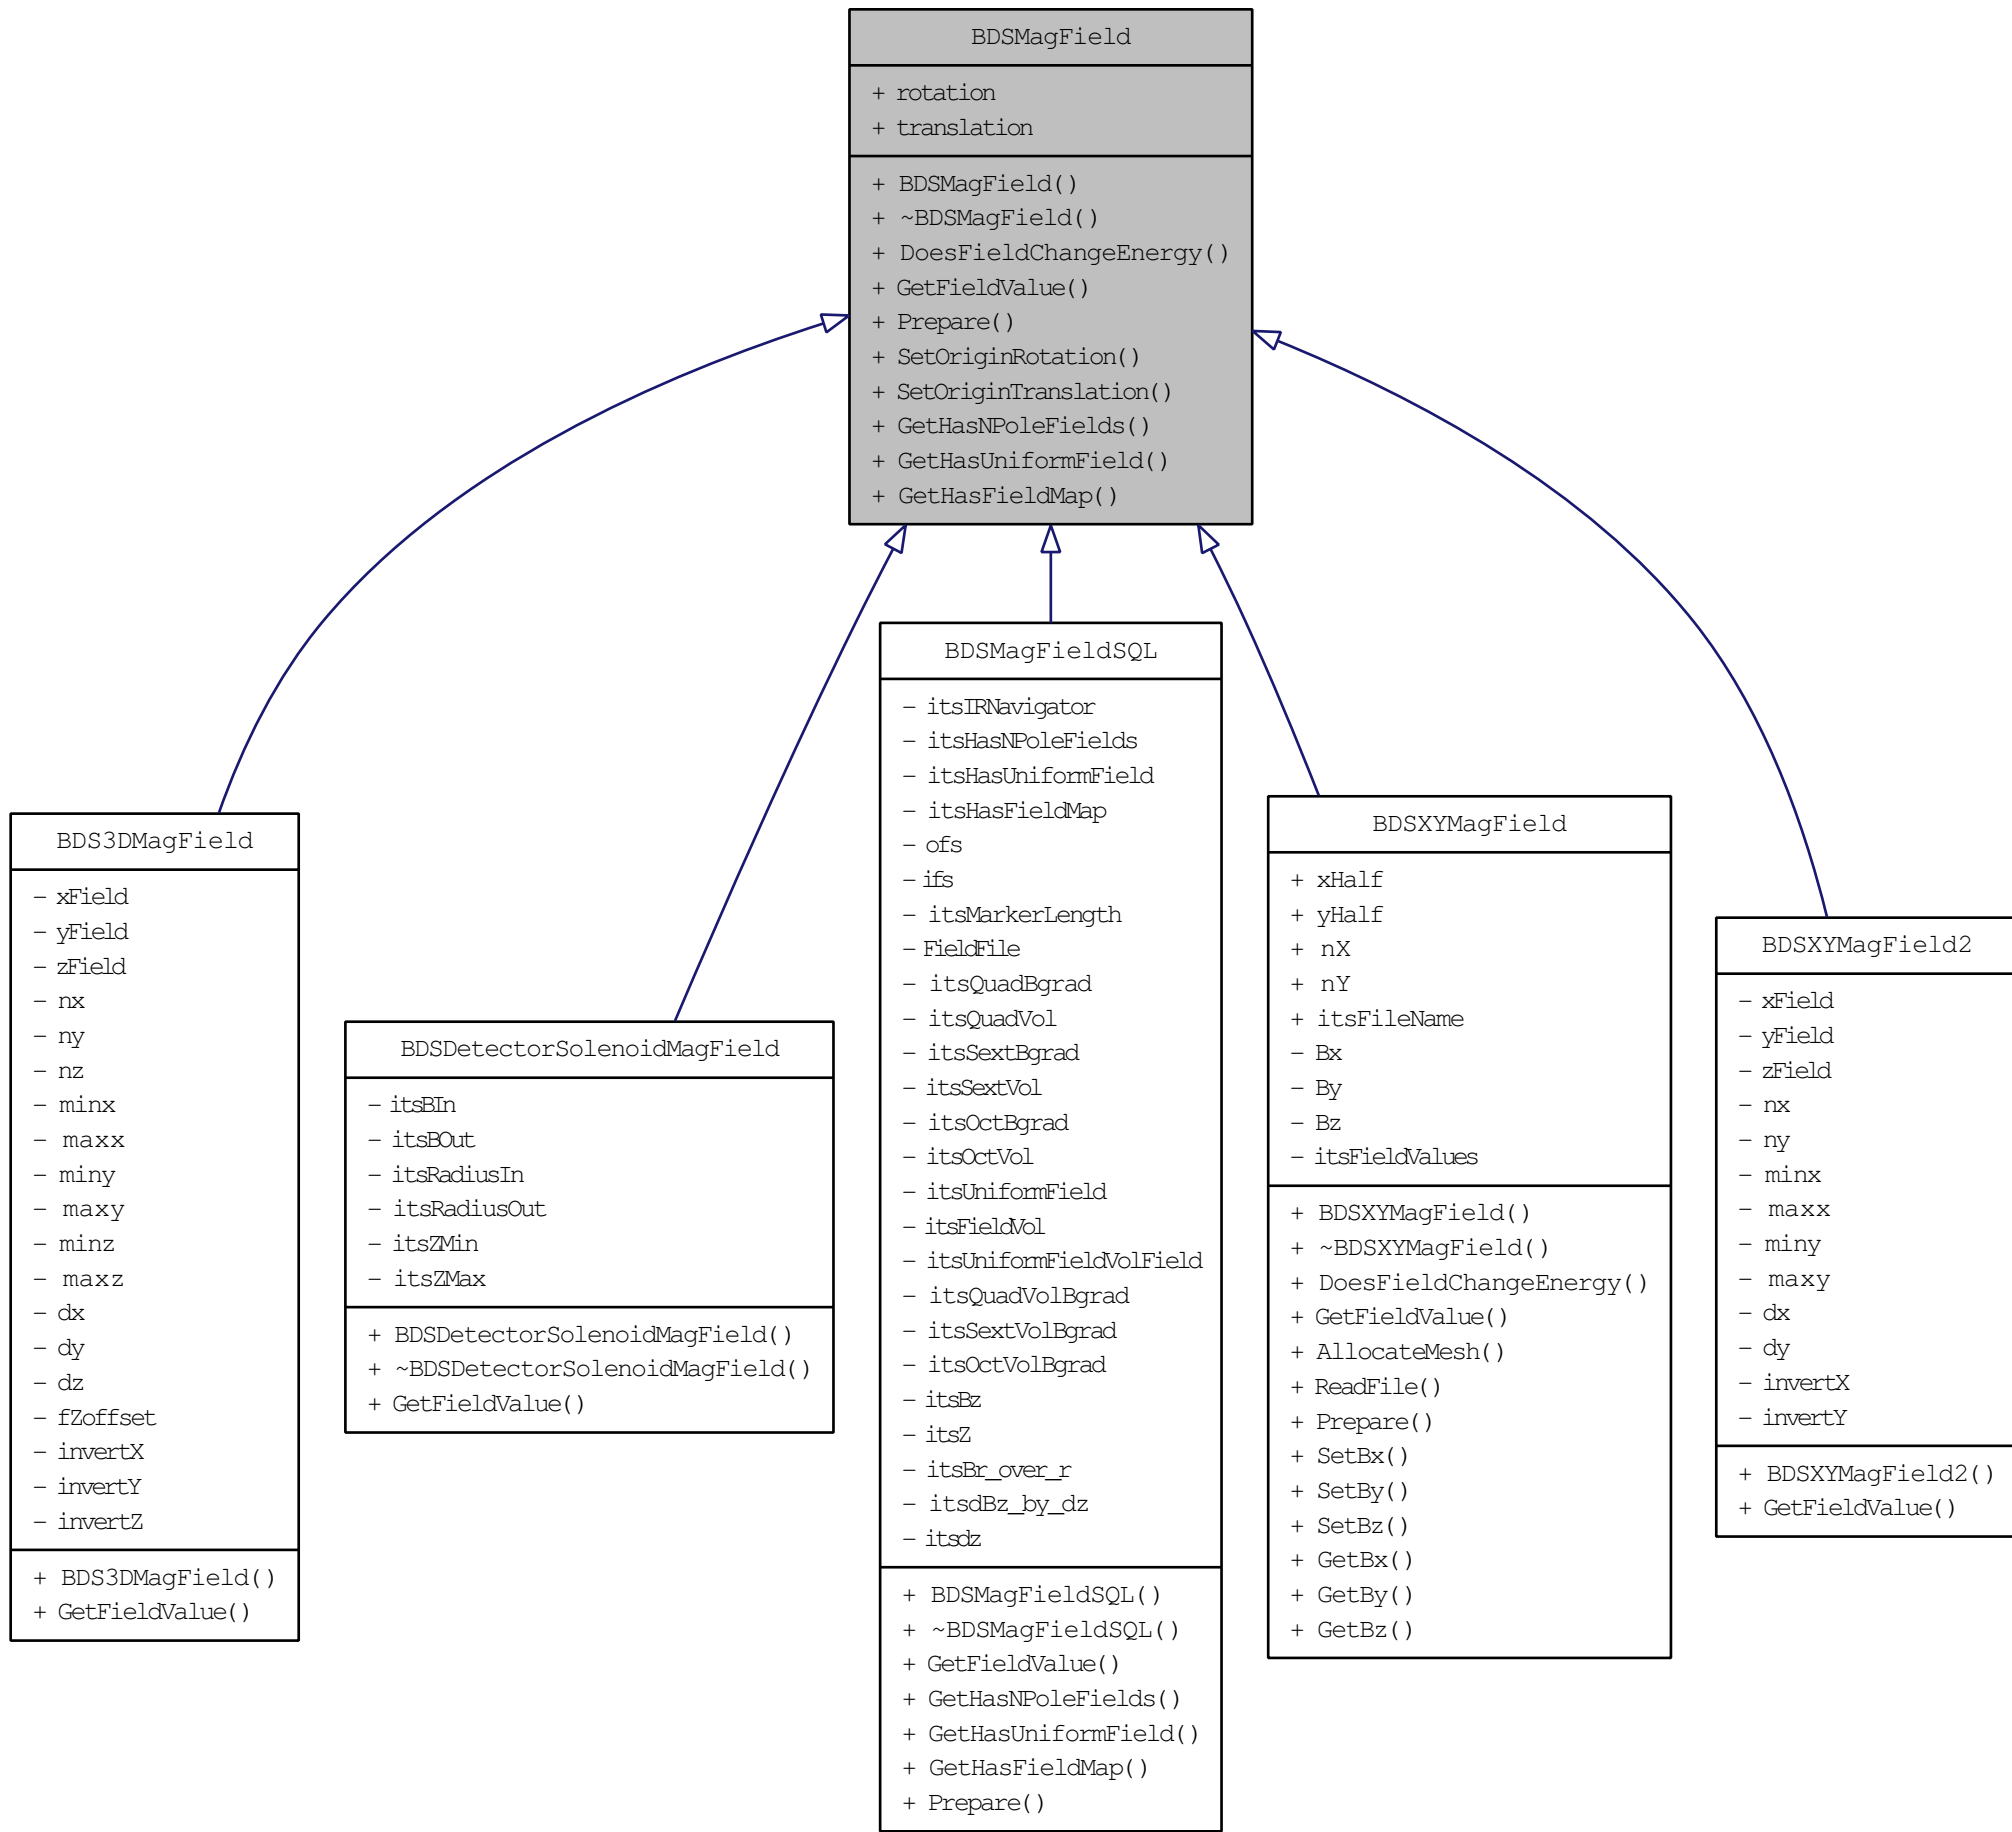 BDSMagField
+ rotation
+ translation
+ BDSMagField()
+ ~BDSMagField()
+ DoesFieldChangeEnergy()
+ GetFieldValue()
+ Prepare()
+ SetOriginRotation()
+ SetOriginTranslation()
+ GetHasNPoleFields()
+ GetHasUniformField()
+ GetHasFieldMap()
BDS3DMagField
- xField
- yField
- zField
- nx
- ny
- nz
- minx
- maxx
- miny
- maxy
- minz
- maxz
- dx
- dy
- dz
- fZoffset
- invertX
- invertY
- invertZ
+ BDS3DMagField()
+ GetFieldValue()
BDSDetectorSolenoidMagField
- itsBIn
- itsBOut
- itsRadiusIn
- itsRadiusOut
- itsZMin
- itsZMax
+ BDSDetectorSolenoidMagField()
+ ~BDSDetectorSolenoidMagField()
+ GetFieldValue()
BDSMagFieldSQL
- itsIRNavigator
- itsHasNPoleFields
- itsHasUniformField
- itsHasFieldMap
- ofs
- ifs
- itsMarkerLength
- FieldFile
- itsQuadBgrad
- itsQuadVol
- itsSextBgrad
- itsSextVol
- itsOctBgrad
- itsOctVol
- itsUniformField
- itsFieldVol
- itsUniformFieldVolField
- itsQuadVolBgrad
- itsSextVolBgrad
- itsOctVolBgrad
- itsBz
- itsZ
- itsBr_over_r
- itsdBz_by_dz
- itsdz
+ BDSMagFieldSQL()
+ ~BDSMagFieldSQL()
+ GetFieldValue()
+ GetHasNPoleFields()
+ GetHasUniformField()
+ GetHasFieldMap()
+ Prepare()
BDSXYMagField
+ xHalf
+ yHalf
+ nX
+ nY
+ itsFileName
- Bx
- By
- Bz
- itsFieldValues
+ BDSXYMagField()
+ ~BDSXYMagField()
+ DoesFieldChangeEnergy()
+ GetFieldValue()
+ AllocateMesh()
+ ReadFile()
+ Prepare()
+ SetBx()
+ SetBy()
+ SetBz()
+ GetBx()
+ GetBy()
+ GetBz()
BDSXYMagField2
- xField
- yField
- zField
- nx
- ny
- minx
- maxx
- miny
- maxy
- dx
- dy
- invertX
- invertY
+ BDSXYMagField2()
+ GetFieldValue()